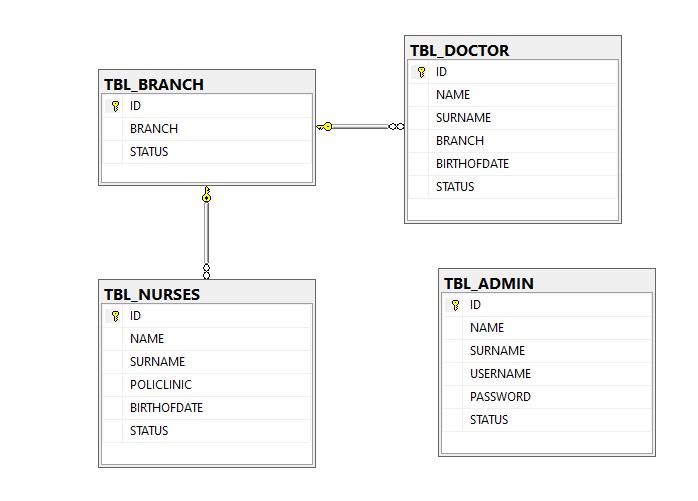 TBL_BRANCH
ID
BRANCH
STATUS
TBL_DOCTOR
ID
NAME
SURNAME
BRANCH
BIRTHOFDATE
STATUS
TBL_NURSES
ID
NAME
SURNAME
POLICLINIC
BIRTHOFDATE
STATUS
TBL_ADMIN
ID
NAME
SURNAME
USERNAME
PASSWORD
STATUS